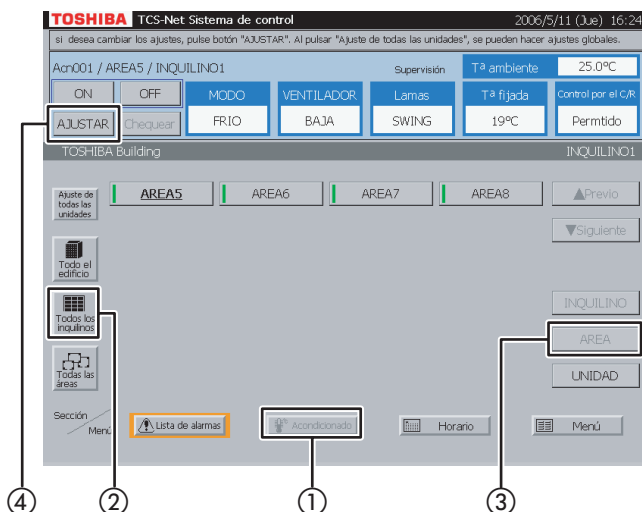 TOSHIBA TCS-Net Sistema de control 2006/5/11 (Jue) 16:24
si desea cambiar los ajustes, pulse botón "AJUSTAR". Al pulsar "Ajuste de todas las unidades", se pueden hacer ajustes globales.
Acn001 / AREA5 / INQUILINO1 Supervisión Tª ambiente 25.0ºC
ON OFF MODO VENTILADOR Lamas Tª fijada Control por el C/R
AJUSTAR Chequear FRIO BAJA SWING 19ºC Permtido
TOSHIBA Building INQUILINO1
Ajuste de
todas las
unidades
AREA5 AREA6 AREA7 AREA8 ▲Previo
▼Siguiente
Todo el
edificio
Todos los
inquilinos
INQUILINO
AREA
Todas las
áreas
UNIDAD
Sección
Menú
Lista de alarmas Acondicionado Horario Menú
④ ② ① ③